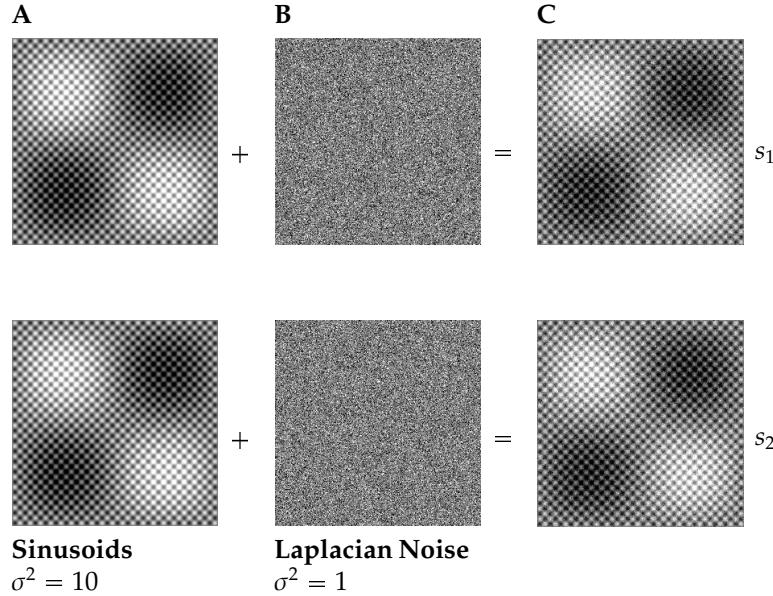 A B C
+ = s₁
+ = s₂
Sinusoids Laplacian Noise
σ² = 10 σ² = 1